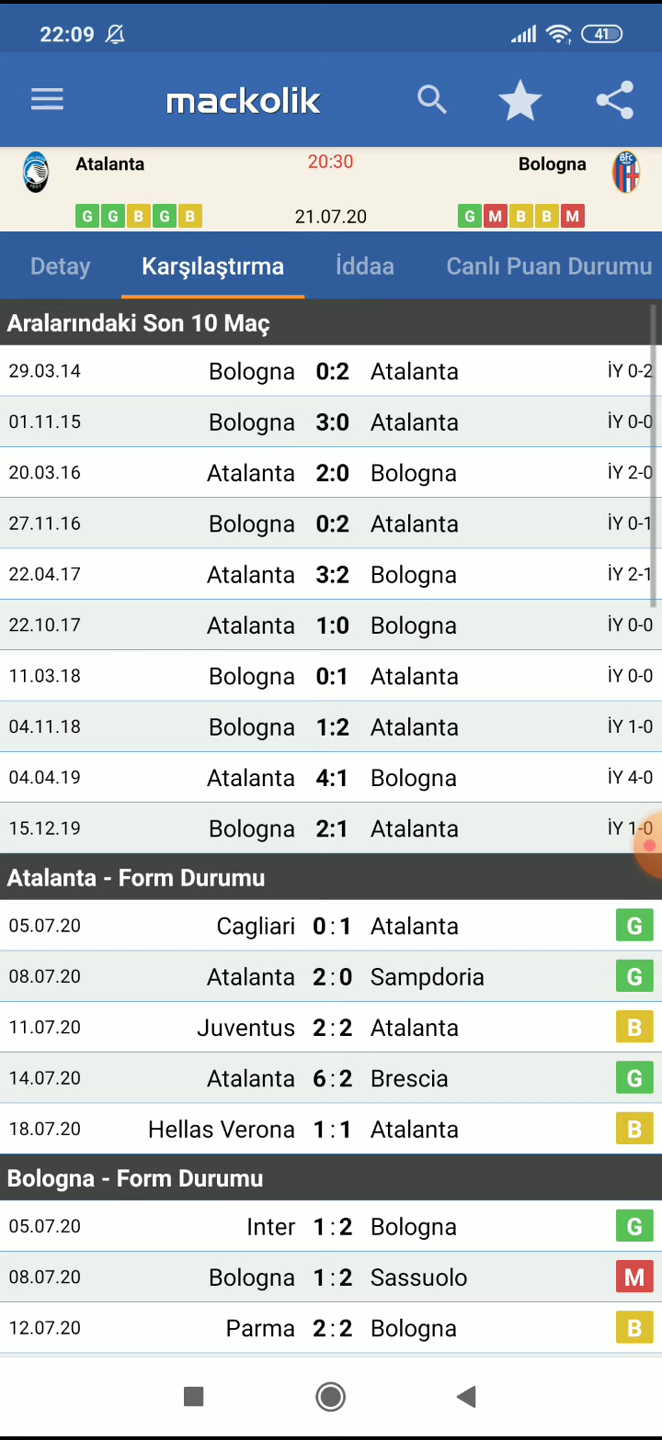 22:09 41
mackolik
Atalanta 20:30 Bologna
G G B G B 21.07.20 G M B B M
Detay Karşılaştırma İddaa Canlı Puan Durumu
Aralarındaki Son 10 Maç
29.03.14 Bologna 0:2 Atalanta İY 0-2
01.11.15 Bologna 3:0 Atalanta İY 0-0
20.03.16 Atalanta 2:0 Bologna İY 2-0
27.11.16 Bologna 0:2 Atalanta İY 0-1
22.04.17 Atalanta 3:2 Bologna İY 2-1
22.10.17 Atalanta 1:0 Bologna İY 0-0
11.03.18 Bologna 0:1 Atalanta İY 0-0
04.11.18 Bologna 1:2 Atalanta İY 1-0
04.04.19 Atalanta 4:1 Bologna İY 4-0
15.12.19 Bologna 2:1 Atalanta İY 1-0
Atalanta - Form Durumu
05.07.20 Cagliari 0:1 Atalanta G
08.07.20 Atalanta 2:0 Sampdoria G
11.07.20 Juventus 2:2 Atalanta B
14.07.20 Atalanta 6:2 Brescia G
18.07.20 Hellas Verona 1:1 Atalanta B
Bologna - Form Durumu
05.07.20 Inter 1:2 Bologna G
08.07.20 Bologna 1:2 Sassuolo M
12.07.20 Parma 2:2 Bologna B